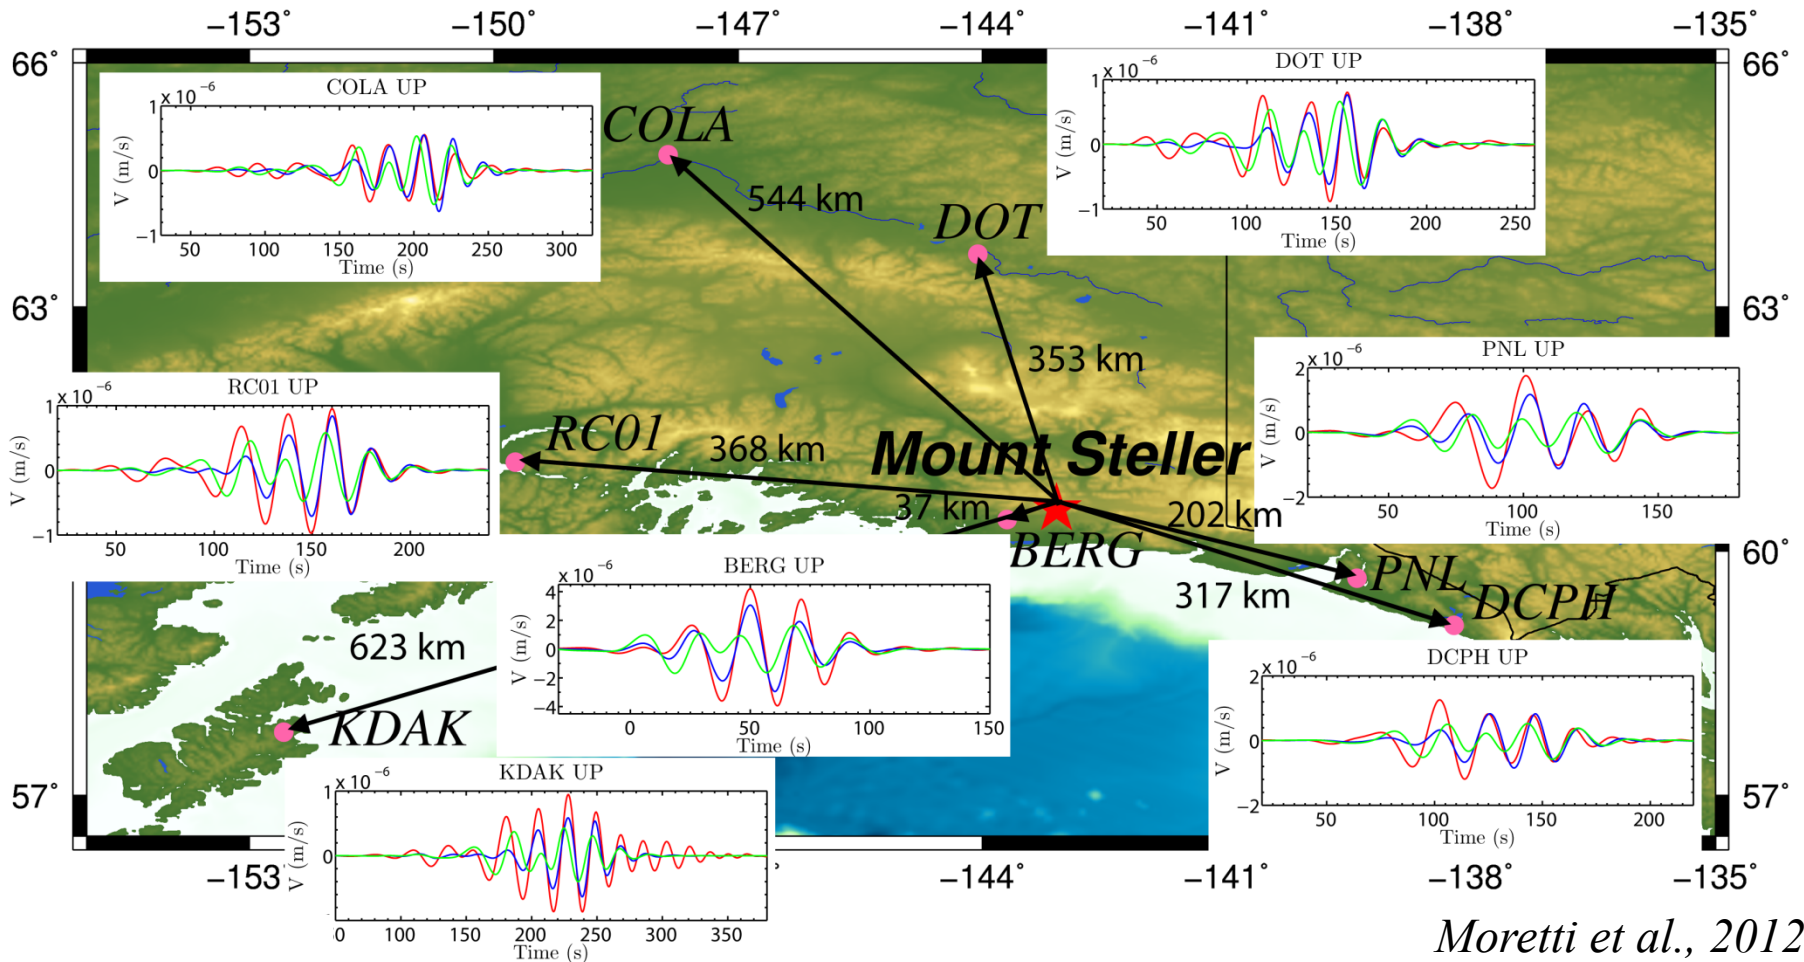 −153° −150° −147° −144° −141° −138° −135°
66° 66°
63° 63°
60°
57° 57°
−153 −144° −141° −138° −135°
COLA UP
x 10 −6
1
0
−1
V (m/s)
50 100 150 200 250 300
Time (s)
COLA
544 km
DOT
353 km
DOT UP
x 10 −6
1
0
−1
V (m/s)
50 100 150 200 250
Time (s)
RC01 UP
x 10 −6
1
0
−1
V (m/s)
50 100 150 200
Time (s)
RC01
368 km
Mount Steller
37 km
BERG
202 km
PNL
317 km
DCPH
PNL UP
x 10 −6
2
0
−2
V (m/s)
50 100 150
Time (s)
BERG UP
x 10 −6
4
2
0
−2
−4
V (m/s)
0 50 100 150
Time (s)
623 km
KDAK
KDAK UP
x 10 −6
1
0
V (m/s)
0 100 150 200 250 300 350
Time (s)
DCPH UP
x 10 −6
2
0
−2
V (m/s)
50 100 150 200
Time (s)
Moretti et al., 2012